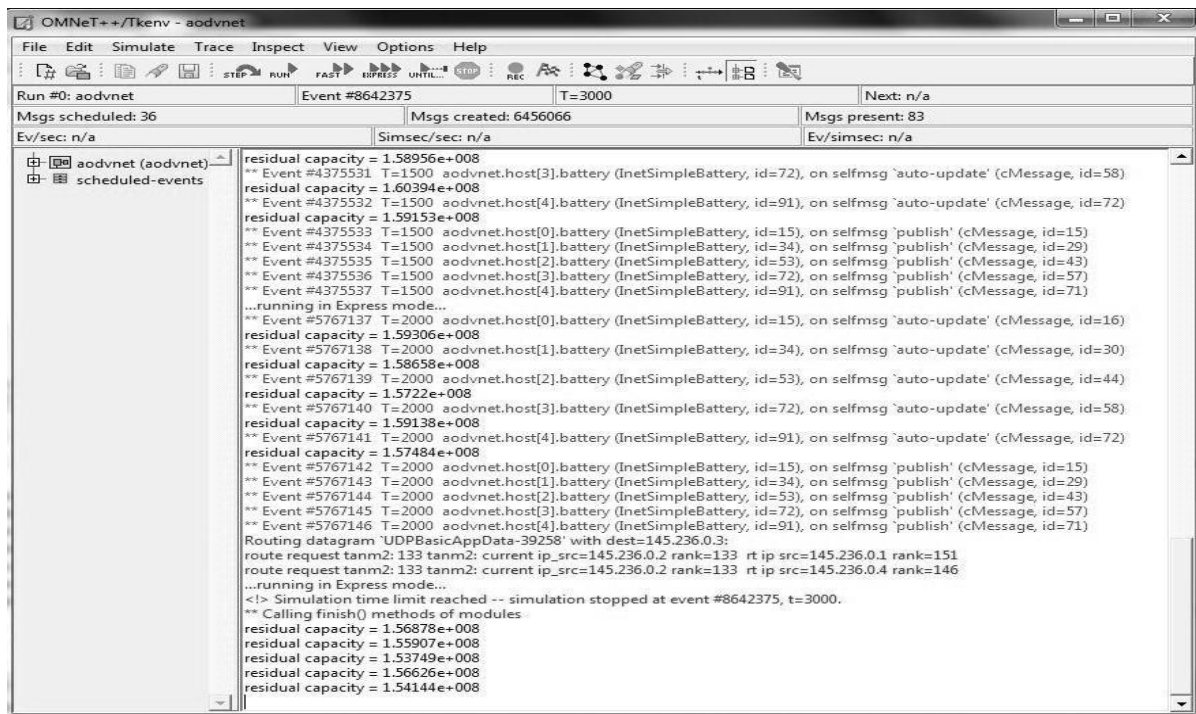 OMNeT++/Tkenv - aodvnet
File Edit Simulate Trace Inspect View Options Help
STEP RUN FAST EXPRESS UNTIL... STOP REC
Run #0: aodvnet Event #8642375 T=3000 Next: n/a
Msgs scheduled: 36 Msgs created: 6456066 Msgs present: 83
Ev/sec: n/a Simsec/sec: n/a Ev/simsec: n/a
aodvnet (aodvnet)
scheduled-events
residual capacity = 1.58956e+008
** Event #4375531 T=1500 aodvnet.host[3].battery (InetSimpleBattery, id=72), on selfmsg `auto-update' (cMessage, id=58)
residual capacity = 1.60394e+008
** Event #4375532 T=1500 aodvnet.host[4].battery (InetSimpleBattery, id=91), on selfmsg `auto-update' (cMessage, id=72)
residual capacity = 1.59153e+008
** Event #4375533 T=1500 aodvnet.host[0].battery (InetSimpleBattery, id=15), on selfmsg `publish' (cMessage, id=15)
** Event #4375534 T=1500 aodvnet.host[1].battery (InetSimpleBattery, id=34), on selfmsg `publish' (cMessage, id=29)
** Event #4375535 T=1500 aodvnet.host[2].battery (InetSimpleBattery, id=53), on selfmsg `publish' (cMessage, id=43)
** Event #4375536 T=1500 aodvnet.host[3].battery (InetSimpleBattery, id=72), on selfmsg `publish' (cMessage, id=57)
** Event #4375537 T=1500 aodvnet.host[4].battery (InetSimpleBattery, id=91), on selfmsg `publish' (cMessage, id=71)
...running in Express mode...
** Event #5767137 T=2000 aodvnet.host[0].battery (InetSimpleBattery, id=15), on selfmsg `auto-update' (cMessage, id=16)
residual capacity = 1.59306e+008
** Event #5767138 T=2000 aodvnet.host[1].battery (InetSimpleBattery, id=34), on selfmsg `auto-update' (cMessage, id=30)
residual capacity = 1.58658e+008
** Event #5767139 T=2000 aodvnet.host[2].battery (InetSimpleBattery, id=53), on selfmsg `auto-update' (cMessage, id=44)
residual capacity = 1.5722e+008
** Event #5767140 T=2000 aodvnet.host[3].battery (InetSimpleBattery, id=72), on selfmsg `auto-update' (cMessage, id=58)
residual capacity = 1.59138e+008
** Event #5767141 T=2000 aodvnet.host[4].battery (InetSimpleBattery, id=91), on selfmsg `auto-update' (cMessage, id=72)
residual capacity = 1.57484e+008
** Event #5767142 T=2000 aodvnet.host[0].battery (InetSimpleBattery, id=15), on selfmsg `publish' (cMessage, id=15)
** Event #5767143 T=2000 aodvnet.host[1].battery (InetSimpleBattery, id=34), on selfmsg `publish' (cMessage, id=29)
** Event #5767144 T=2000 aodvnet.host[2].battery (InetSimpleBattery, id=53), on selfmsg `publish' (cMessage, id=43)
** Event #5767145 T=2000 aodvnet.host[3].battery (InetSimpleBattery, id=72), on selfmsg `publish' (cMessage, id=57)
** Event #5767146 T=2000 aodvnet.host[4].battery (InetSimpleBattery, id=91), on selfmsg `publish' (cMessage, id=71)
Routing datagram `UDPBasicAppData-39258' with dest=145.236.0.3:
route request tanm2: 133 tanm2: current ip_src=145.236.0.2 rank=133 rt ip src=145.236.0.1 rank=151
route request tanm2: 133 tanm2: current ip_src=145.236.0.2 rank=133 rt ip src=145.236.0.4 rank=146
...running in Express mode...
<!> Simulation time limit reached -- simulation stopped at event #8642375, t=3000.
** Calling finish() methods of modules
residual capacity = 1.56878e+008
residual capacity = 1.55907e+008
residual capacity = 1.53749e+008
residual capacity = 1.56626e+008
residual capacity = 1.54144e+008